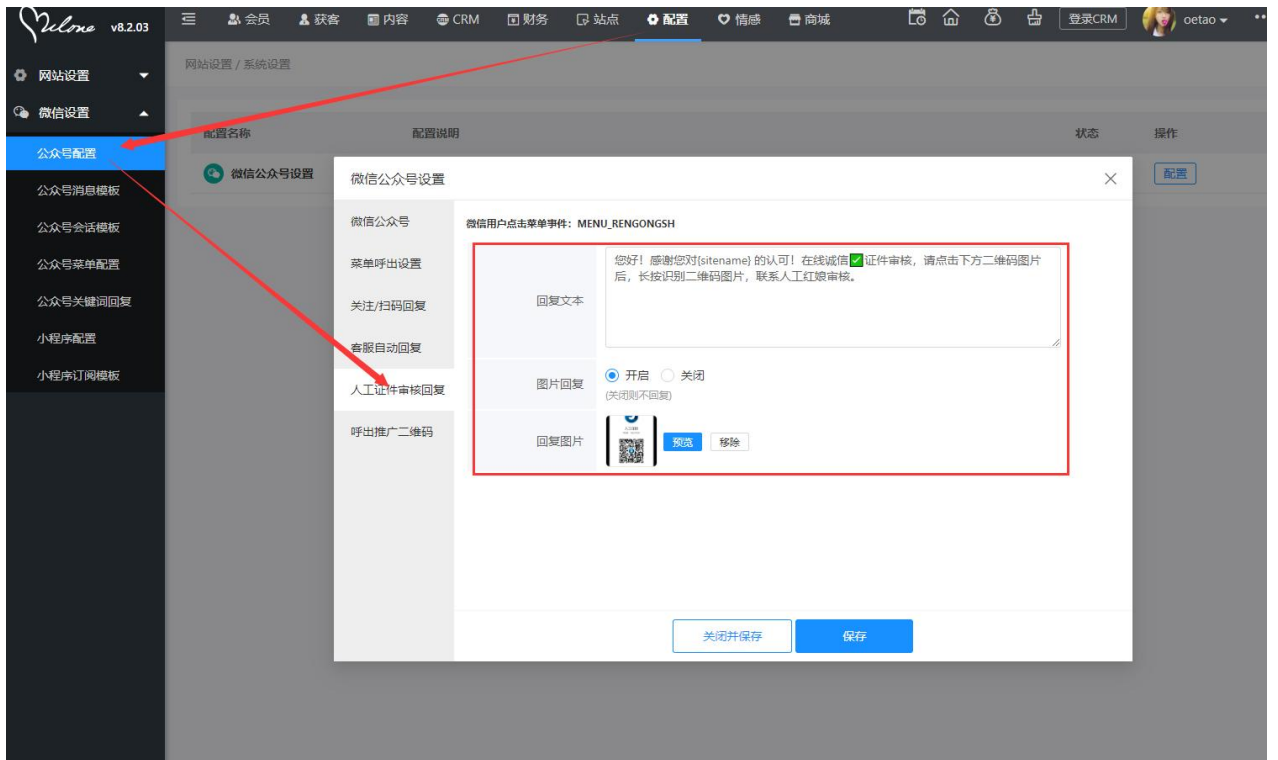 Milone v8.2.03
会员
获客
内容
CRM
财务
站点
配置
情感
商城
登录CRM
oetao
网站设置
微信设置
公众号配置
公众号消息模板
公众号会话模板
公众号菜单配置
公众号关键词回复
小程序配置
小程序订阅模板
网站设置 / 系统设置
配置名称
配置说明
状态
操作
微信公众号设置
配置
微信公众号设置
微信公众号
菜单呼出设置
关注/扫码回复
客服自动回复
人工证件审核回复
呼出推广二维码
微信用户点击菜单事件：MENU_RENGONGSH
回复文本
您好！感谢您对{sitename} 的认可！在线诚信✅证件审核，请点击下方二维码图片
后，长按识别二维码图片，联系人工红娘审核。
图片回复
开启
关闭
(关闭则不回复)
回复图片
预览
移除
关闭并保存
保存